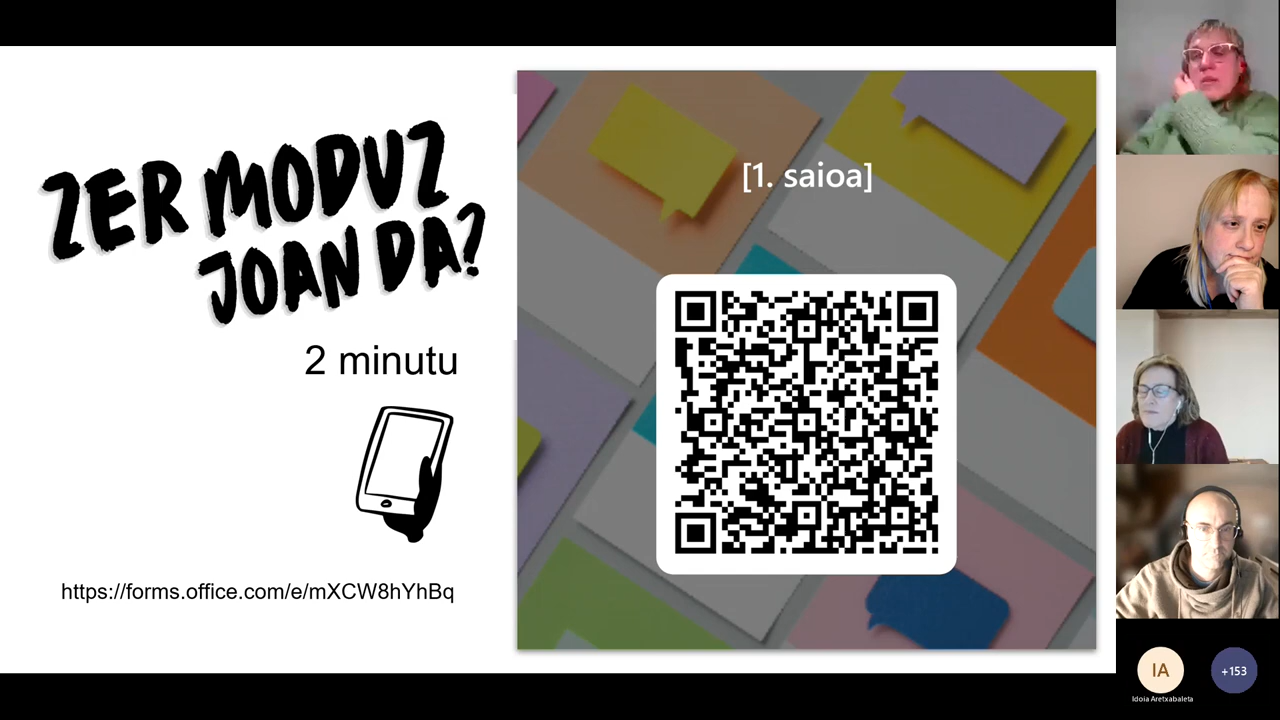 ZER MODUZ
JOAN DA?
2 minutu
https://forms.office.com/e/mXCW8hYhBq
[1. saioa]
IA
+153
Idoia Aretxabaleta